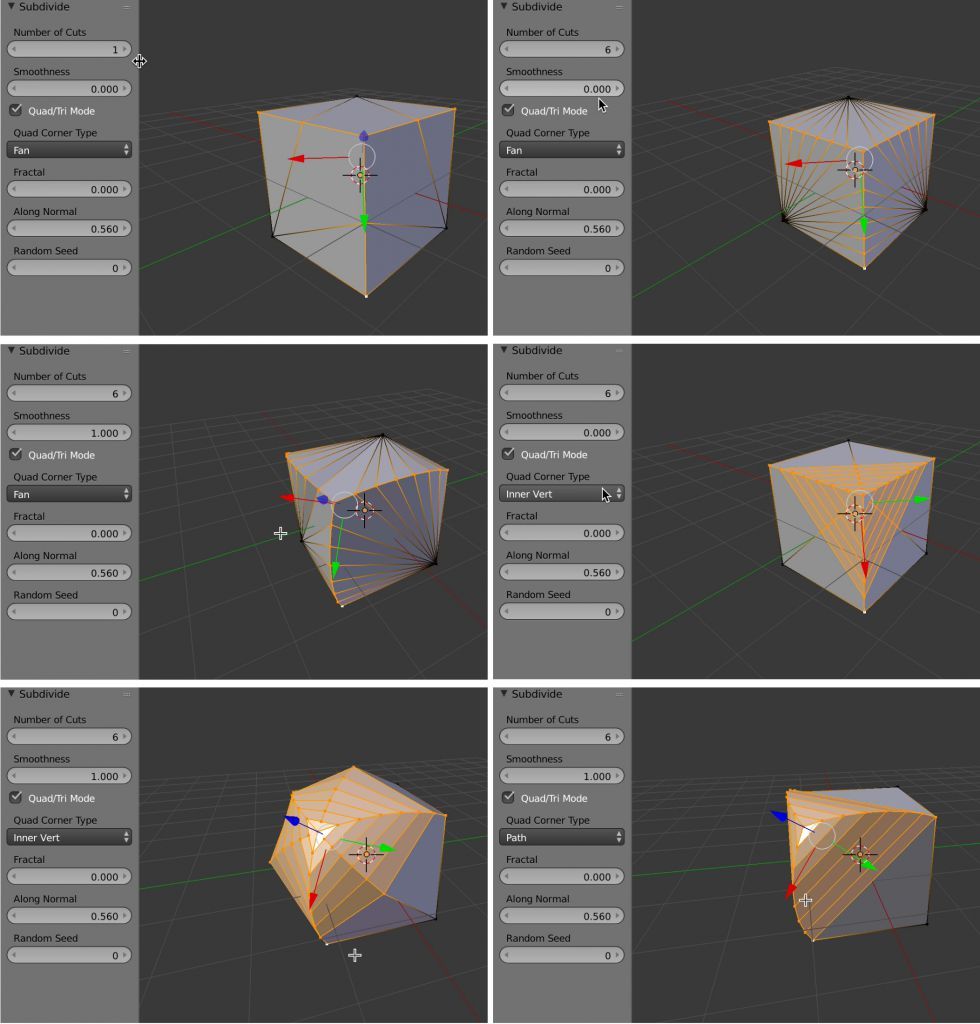 Subdivide
Number of Cuts
1
Smoothness
0.000
Quad/Tri Mode
Quad Corner Type
Fan
Fractal
0.000
Along Normal
0.560
Random Seed
0
Subdivide
Number of Cuts
6
Smoothness
0.000
Quad/Tri Mode
Quad Corner Type
Fan
Fractal
0.000
Along Normal
0.560
Random Seed
0
Subdivide
Number of Cuts
6
Smoothness
1.000
Quad/Tri Mode
Quad Corner Type
Fan
Fractal
0.000
Along Normal
0.560
Random Seed
0
Subdivide
Number of Cuts
6
Smoothness
0.000
Quad/Tri Mode
Quad Corner Type
Inner Vert
Fractal
0.000
Along Normal
0.560
Random Seed
0
Subdivide
Number of Cuts
6
Smoothness
1.000
Quad/Tri Mode
Quad Corner Type
Inner Vert
Fractal
0.000
Along Normal
0.560
Random Seed
0
Subdivide
Number of Cuts
6
Smoothness
1.000
Quad/Tri Mode
Quad Corner Type
Path
Fractal
0.000
Along Normal
0.560
Random Seed
0